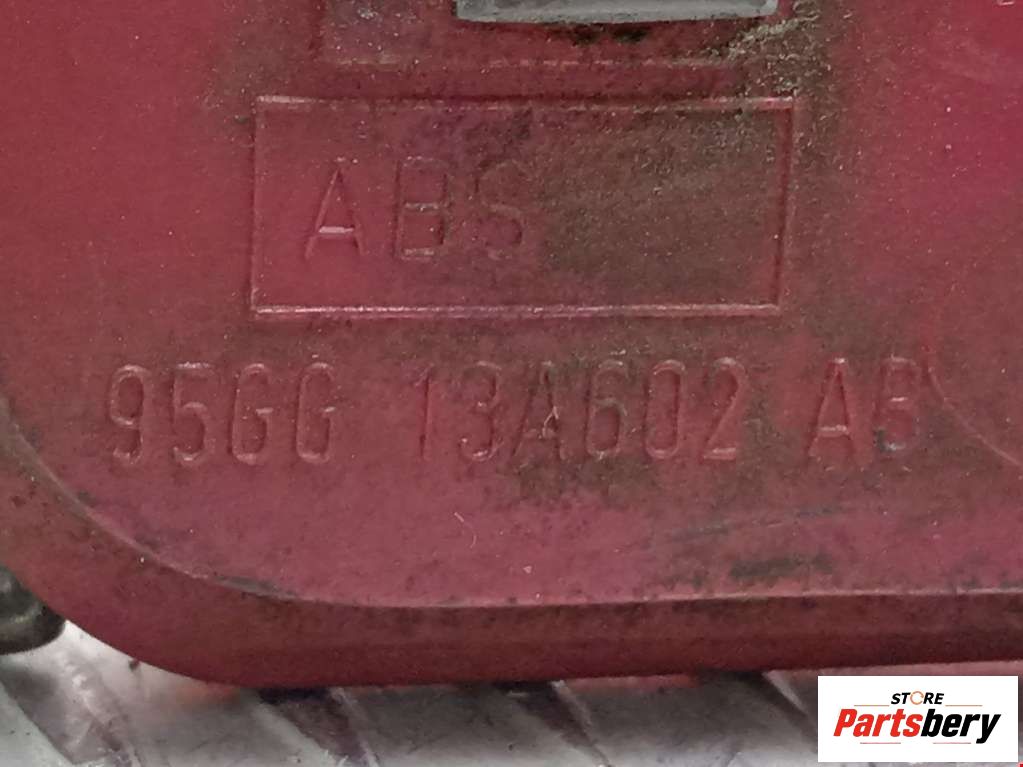 ABS
95GG 13A602 AB
STORE
Partsbery